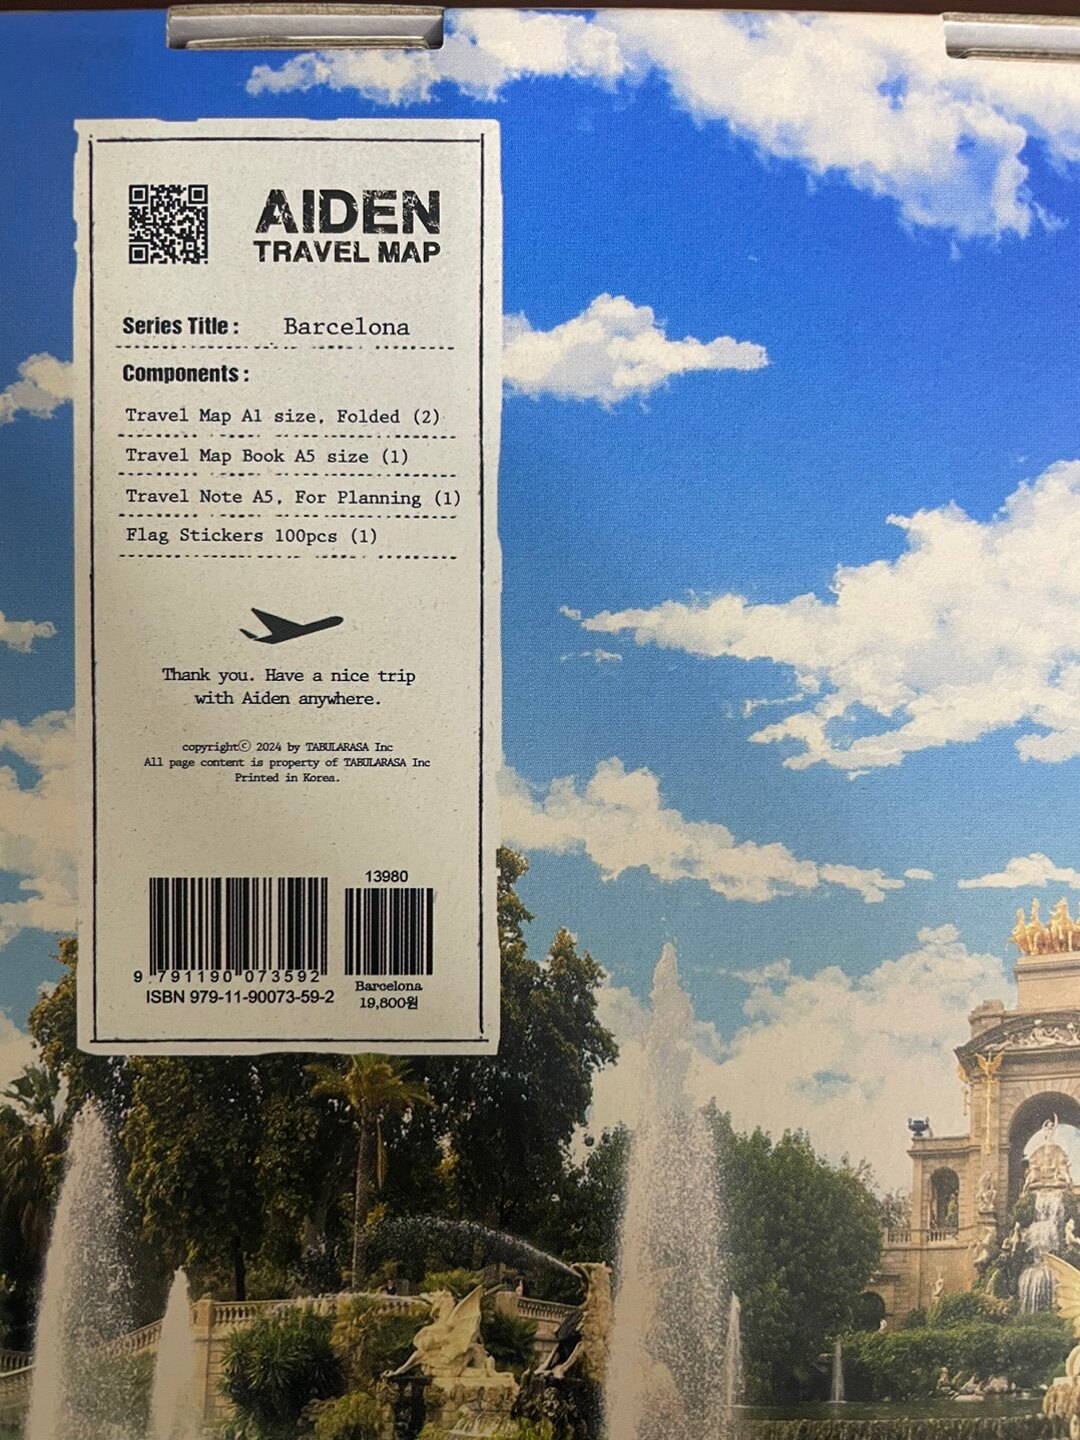 AIDEN
TRAVEL MAP
Series Title : Barcelona
Components :
Travel Map A1 size, Folded (2)
Travel Map Book A5 size (1)
Travel Note A5, For Planning (1)
Flag Stickers 100pcs (1)
Thank you. Have a nice trip
with Aiden anywhere.
copyrightⓒ 2024 by TABULARASA Inc
All page content is property of TABULARASA Inc
Printed in Korea.
13980
9 791190 073592
ISBN 979-11-90073-59-2
Barcelona
19,800원